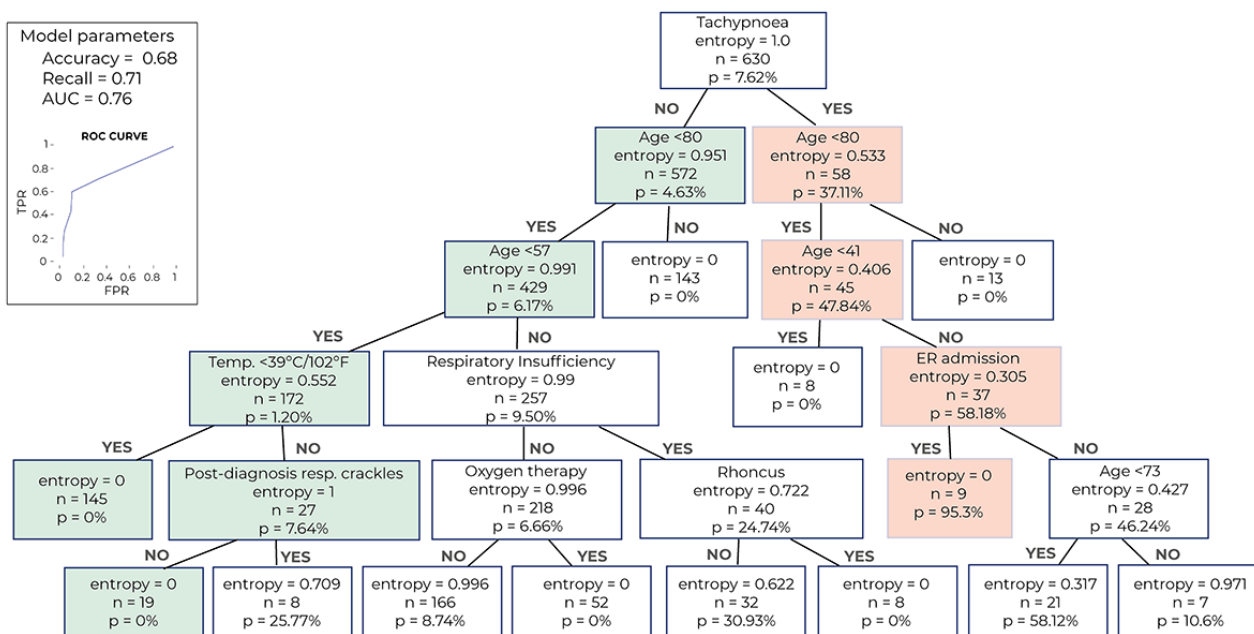 Model parameters
Accuracy = 0.68
Recall = 0.71
AUC = 0.76
ROC CURVE
1
0.8
0.6
0.4
0.2
0
TPR
0 0.2 0.4 0.6 0.8 1
FPR
Tachypnoea
entropy = 1.0
n = 630
p = 7.62%
NO
YES
Age <80
entropy = 0.951
n = 572
p = 4.63%
Age <80
entropy = 0.533
n = 58
p = 37.11%
YES
NO
YES
NO
Age <57
entropy = 0.991
n = 429
p = 6.17%
entropy = 0
n = 143
p = 0%
Age <41
entropy = 0.406
n = 45
p = 47.84%
entropy = 0
n = 13
p = 0%
YES
NO
YES
NO
Temp. <39°C/102°F
entropy = 0.552
n = 172
p = 1.20%
Respiratory Insufficiency
entropy = 0.99
n = 257
p = 9.50%
entropy = 0
n = 8
p = 0%
ER admission
entropy = 0.305
n = 37
p = 58.18%
YES
NO
NO
YES
YES
NO
entropy = 0
n = 145
p = 0%
Post-diagnosis resp. crackles
entropy = 1
n = 27
p = 7.64%
Oxygen therapy
entropy = 0.996
n = 218
p = 6.66%
Rhoncus
entropy = 0.722
n = 40
p = 24.74%
entropy = 0
n = 9
p = 95.3%
Age <73
entropy = 0.427
n = 28
p = 46.24%
NO
YES
NO
YES
NO
YES
YES
NO
entropy = 0
n = 19
p = 0%
entropy = 0.709
n = 8
p = 25.77%
entropy = 0.996
n = 166
p = 8.74%
entropy = 0
n = 52
p = 0%
entropy = 0.622
n = 32
p = 30.93%
entropy = 0
n = 8
p = 0%
entropy = 0.317
n = 21
p = 58.12%
entropy = 0.971
n = 7
p = 10.6%